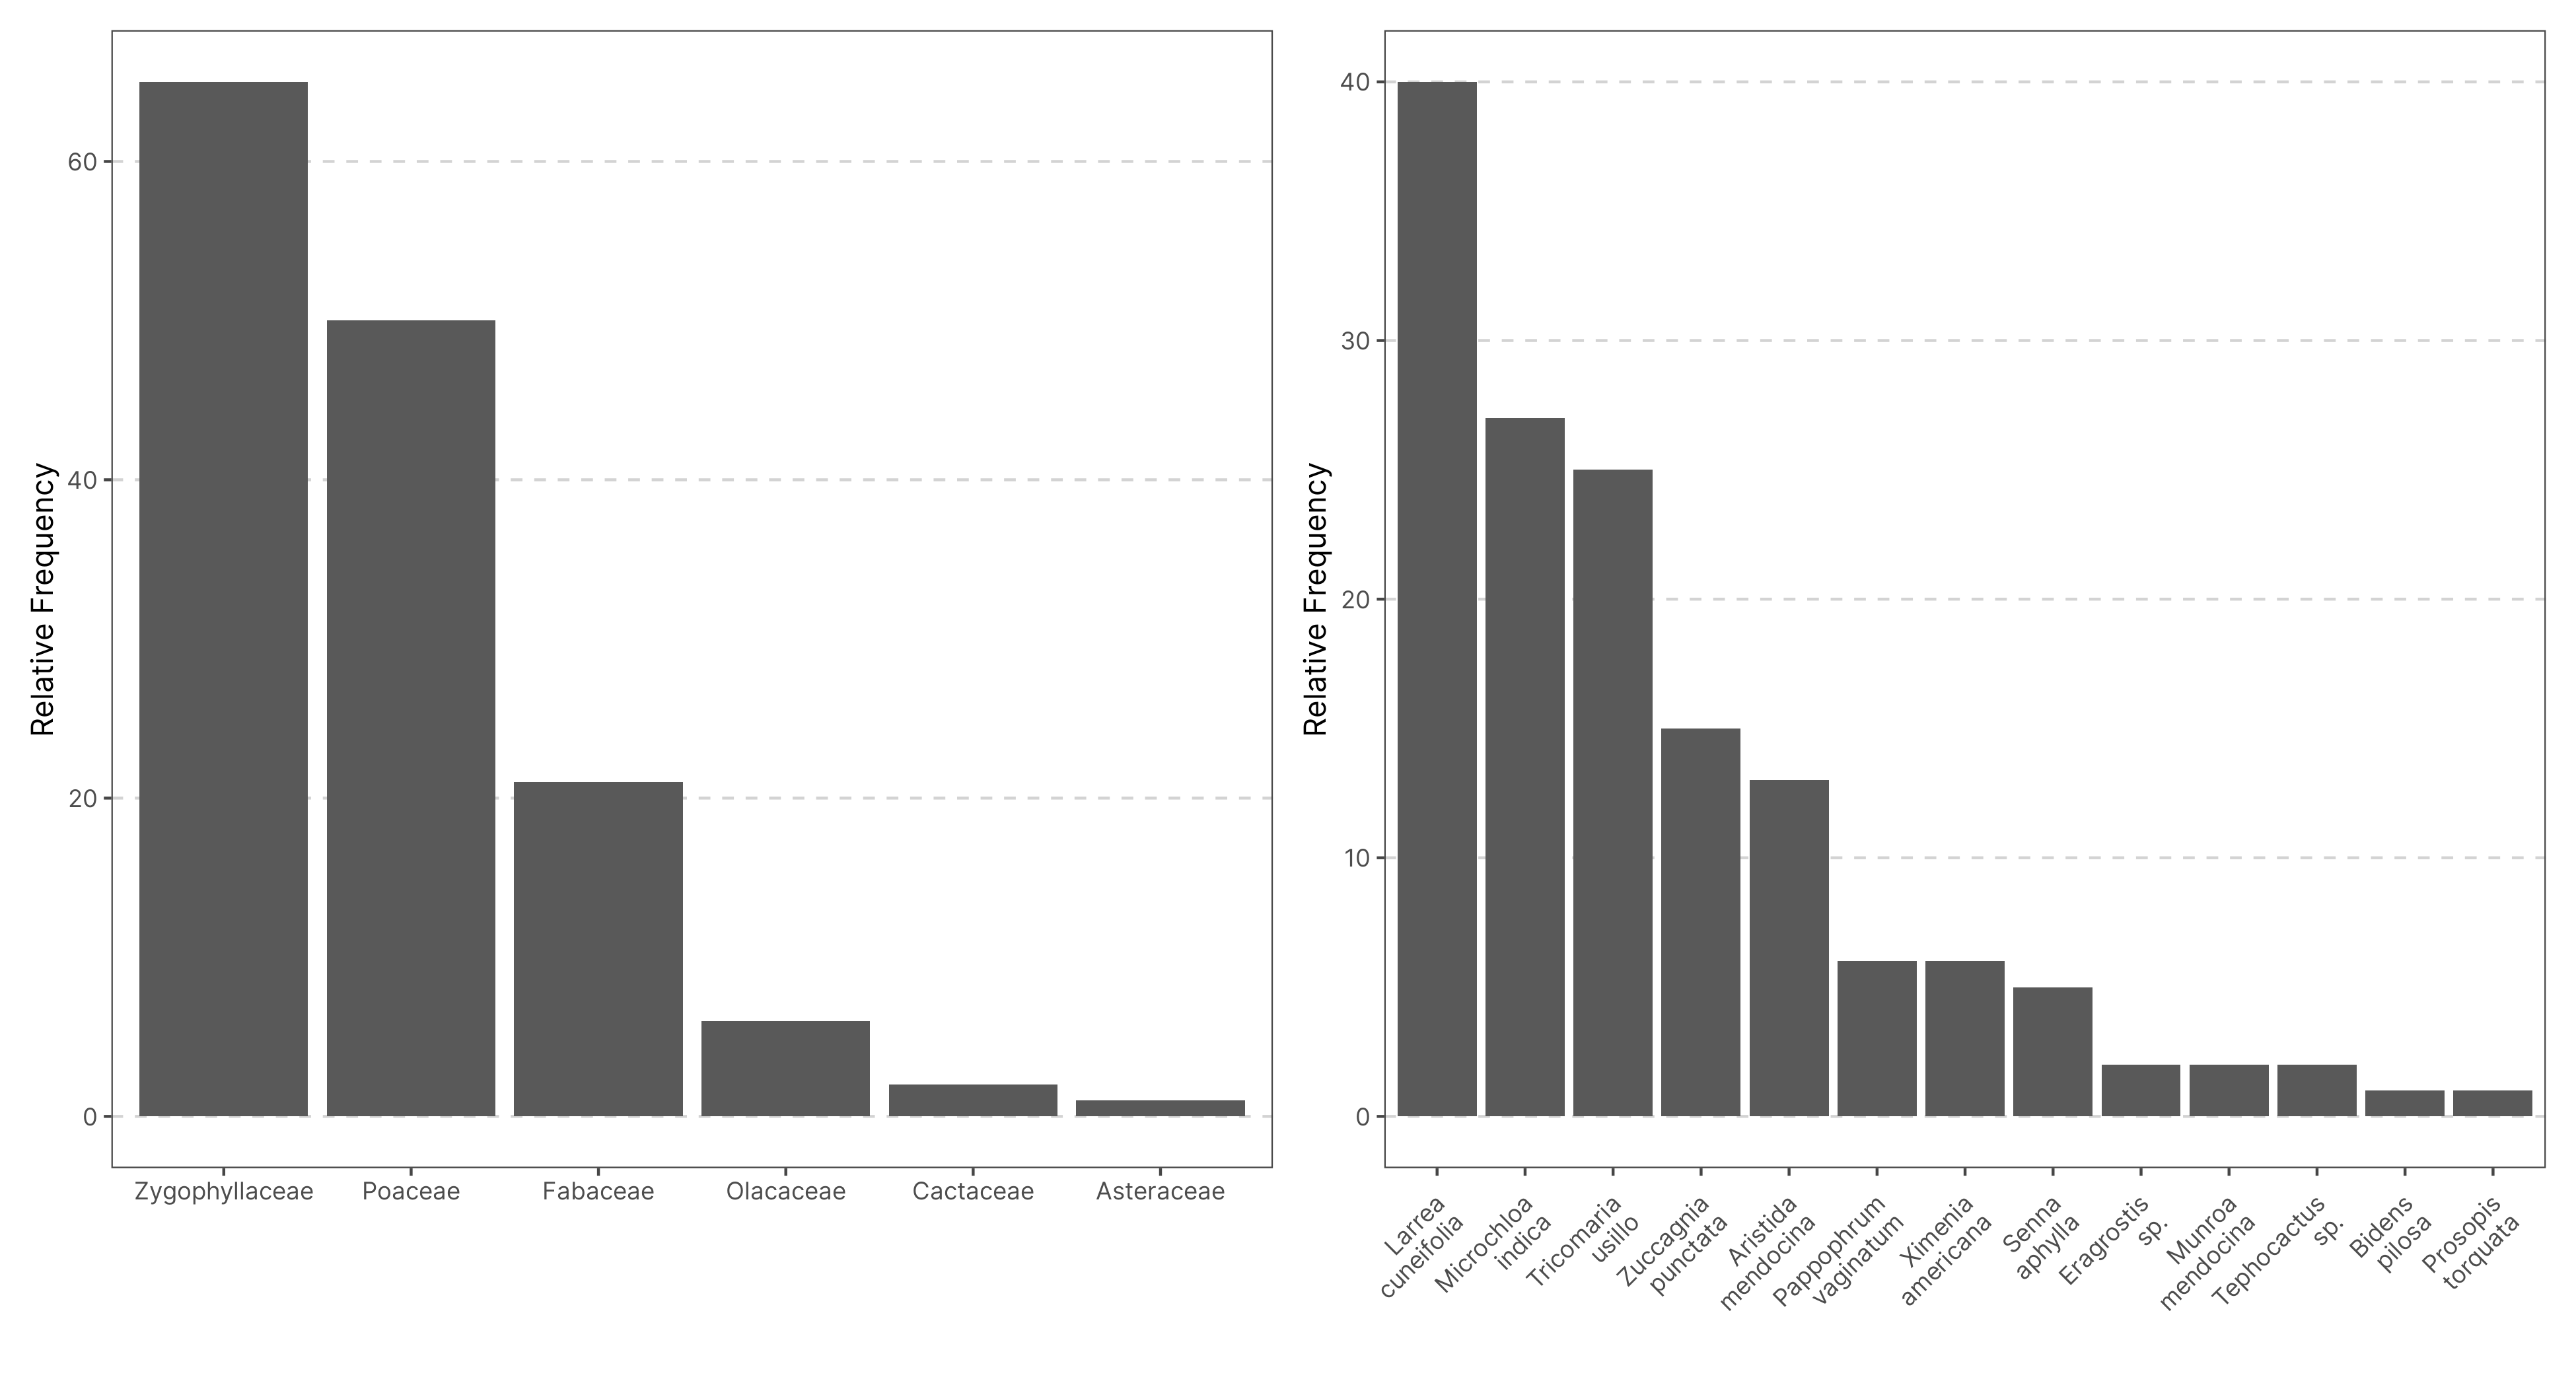 Relative Frequency
60
40
20
0
Zygophyllaceae
Poaceae
Fabaceae
Olacaceae
Cactaceae
Asteraceae
Relative Frequency
40
30
20
10
0
Larrea
cuneifolia
Microchloa
indica
Tricomaria
usillo
Zuccagnia
punctata
Aristida
mendocina
Pappophrum
vaginatum
Ximenia
americana
Senna
aphylla
Eragrostis
sp.
Munroa
mendocina
Tephocactus
sp.
Bidens
pilosa
Prosopis
torquata